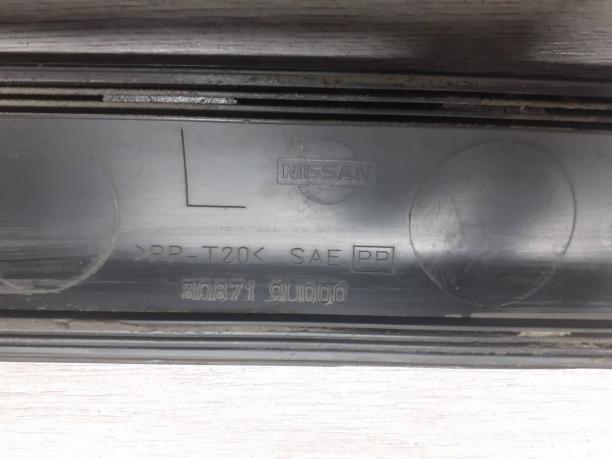 L
NISSAN
>PP-T20< SAE PP
80871 9U000